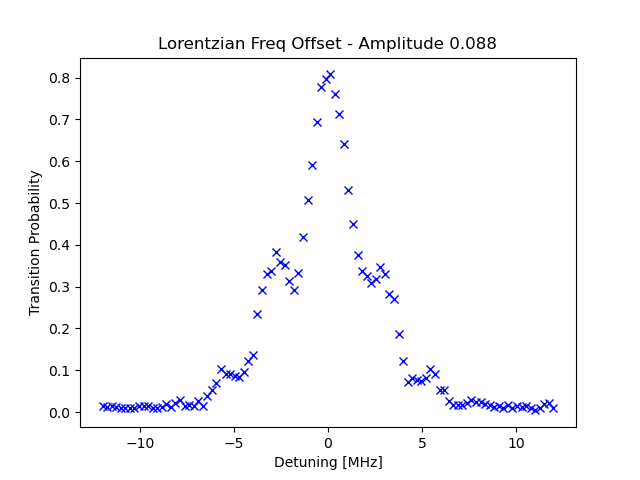 Lorentzian Freq Offset - Amplitude 0.088
0.8
0.7
0.6
0.5
0.4
0.3
0.2
0.1
0.0
Transition Probability
−10 −5 0 5 10
Detuning [MHz]